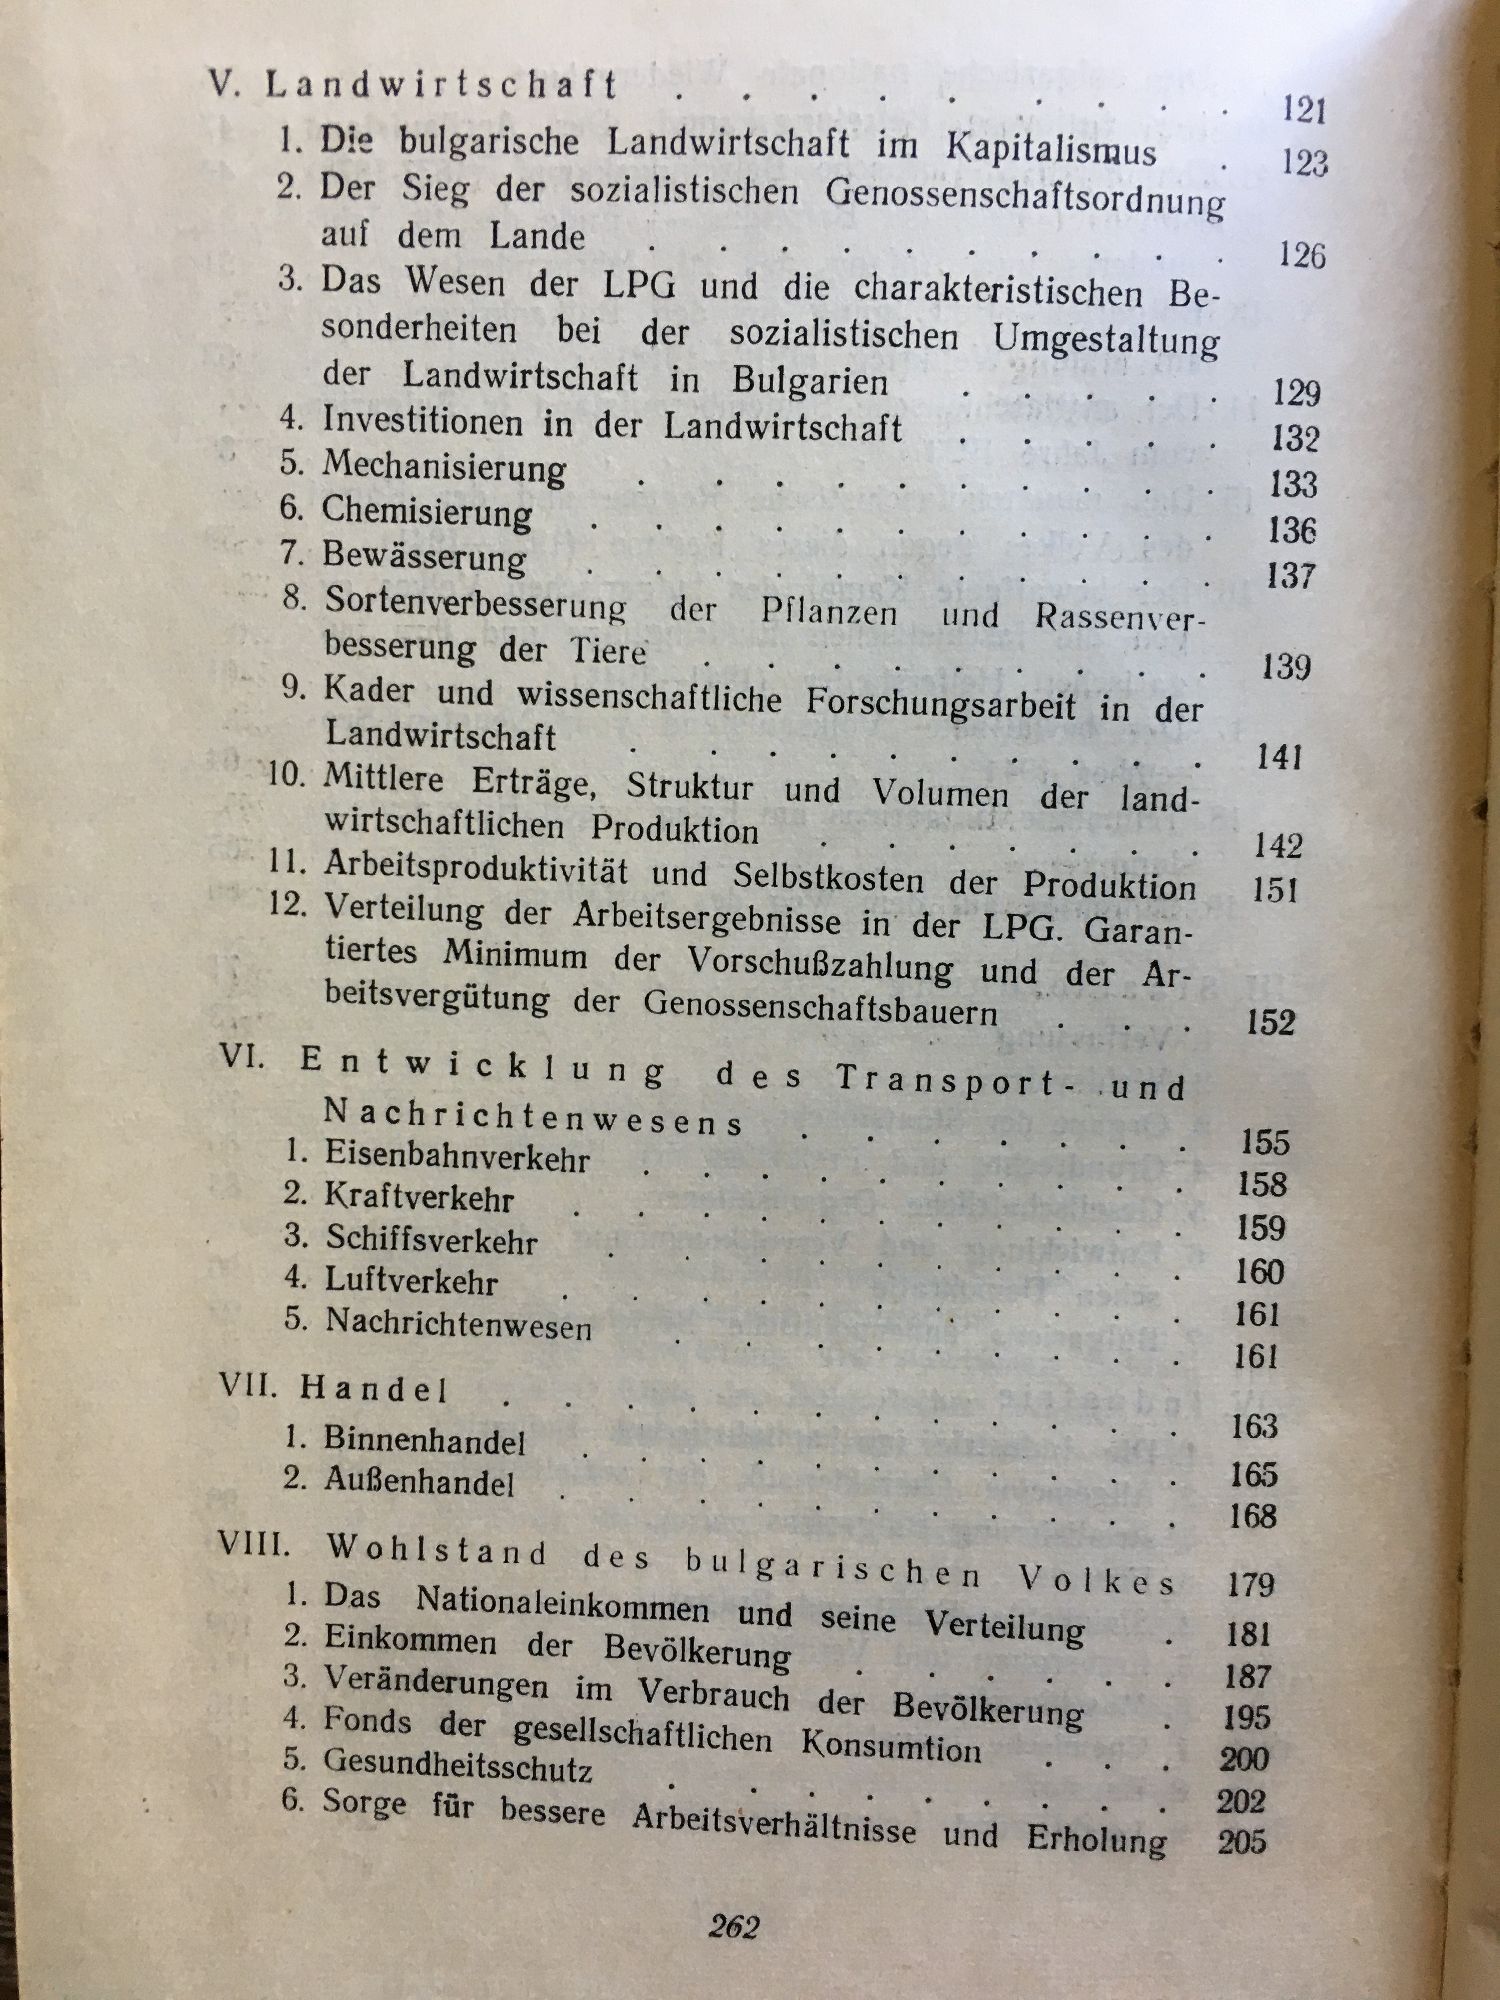 V. Landwirtschaft . . . . . . . . . 121
1. Die bulgarische Landwirtschaft im Kapitalismus . 123
2. Der Sieg der sozialistischen Genossenschaftsordnung
auf dem Lande . . . . . . . . . . 126
3. Das Wesen der LPG und die charakteristischen Be-
sonderheiten bei der sozialistischen Umgestaltung
der Landwirtschaft in Bulgarien . . . . . 129
4. Investitionen in der Landwirtschaft . . . . . 132
5. Mechanisierung . . . . . . . . . . 133
6. Chemisierung . . . . . . . . . . . 136
7. Bewässerung . . . . . . . . . . . 137
8. Sortenverbesserung der Pflanzen und Rassenver-
besserung der Tiere . . . . . . . . . 139
9. Kader und wissenschaftliche Forschungsarbeit in der
Landwirtschaft . . . . . . . . . . 141
10. Mittlere Erträge, Struktur und Volumen der land-
wirtschaftlichen Produktion . . . . . . . 142
11. Arbeitsproduktivität und Selbstkosten der Produktion 151
12. Verteilung der Arbeitsergebnisse in der LPG. Garan-
tiertes Minimum der Vorschußzahlung und der Ar-
beitsvergütung der Genossenschaftsbauern . . . 152
VI. Entwicklung des Transport- und
Nachrichtenwesens . . . . . . . 155
1. Eisenbahnverkehr . . . . . . . . . . 158
2. Kraftverkehr . . . . . . . . . . . 159
3. Schiffsverkehr . . . . . . . . . . 160
4. Luftverkehr . . . . . . . . . . . 161
5. Nachrichtenwesen . . . . . . . . . 161
VII. Handel . . . . . . . . . . . . 163
1. Binnenhandel . . . . . . . . . . . 165
2. Außenhandel . . . . . . . . . . . 168
VIII. Wohlstand des bulgarischen Volkes 179
1. Das Nationaleinkommen und seine Verteilung . 181
2. Einkommen der Bevölkerung . . . . . . 187
3. Veränderungen im Verbrauch der Bevölkerung . 195
4. Fonds der gesellschaftlichen Konsumtion . . . 200
5. Gesundheitsschutz . . . . . . . . . 202
6. Sorge für bessere Arbeitsverhältnisse und Erholung 205
262